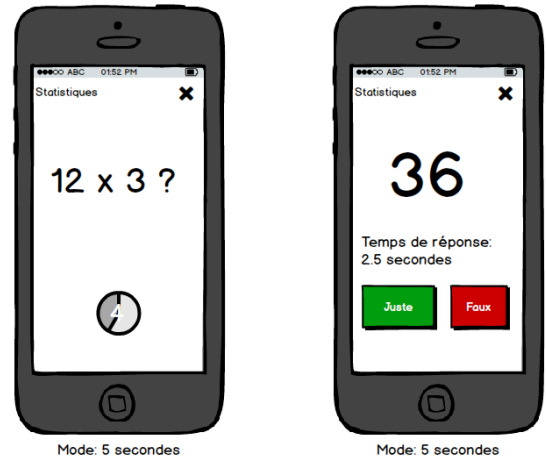 ABC 01:52 PM
Statistiques
12 x 3 ?
4
Mode: 5 secondes
ABC 01:52 PM
Statistiques
36
Temps de réponse:
2.5 secondes
Juste Faux
Mode: 5 secondes